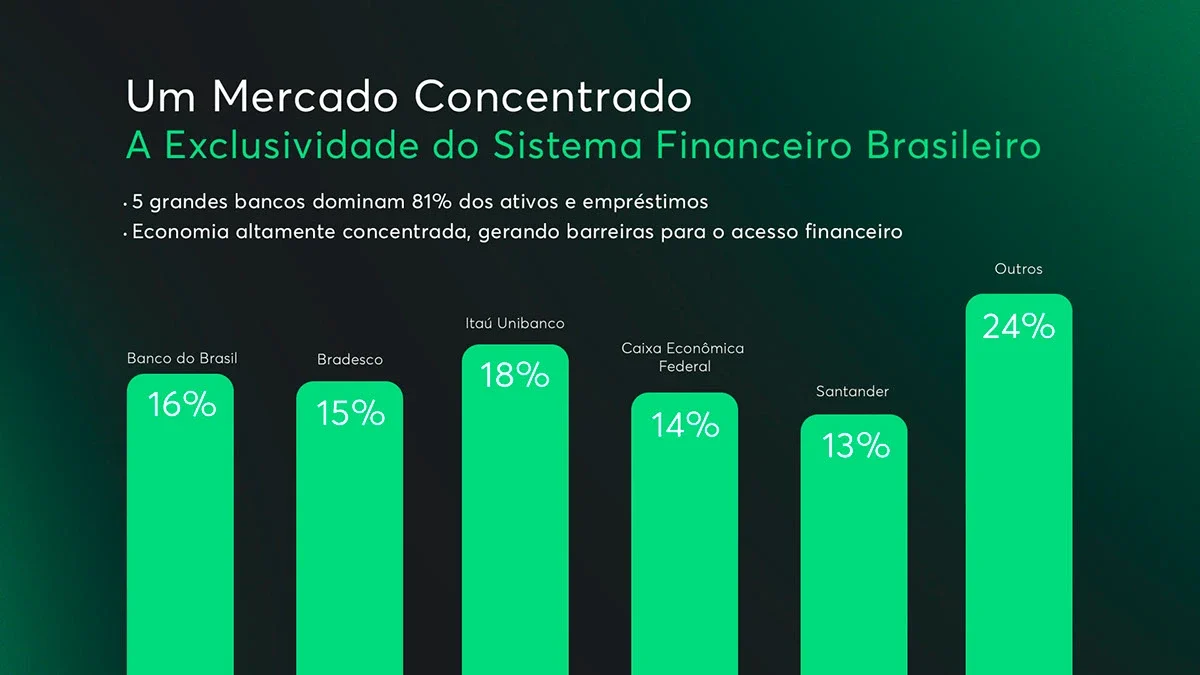 Um Mercado Concentrado
A Exclusividade do Sistema Financeiro Brasileiro
· 5 grandes bancos dominam 81% dos ativos e empréstimos
· Economia altamente concentrada, gerando barreiras para o acesso financeiro
Banco do Brasil
16%
Bradesco
15%
Itaú Unibanco
18%
Caixa Econômica
Federal
14%
Santander
13%
Outros
24%